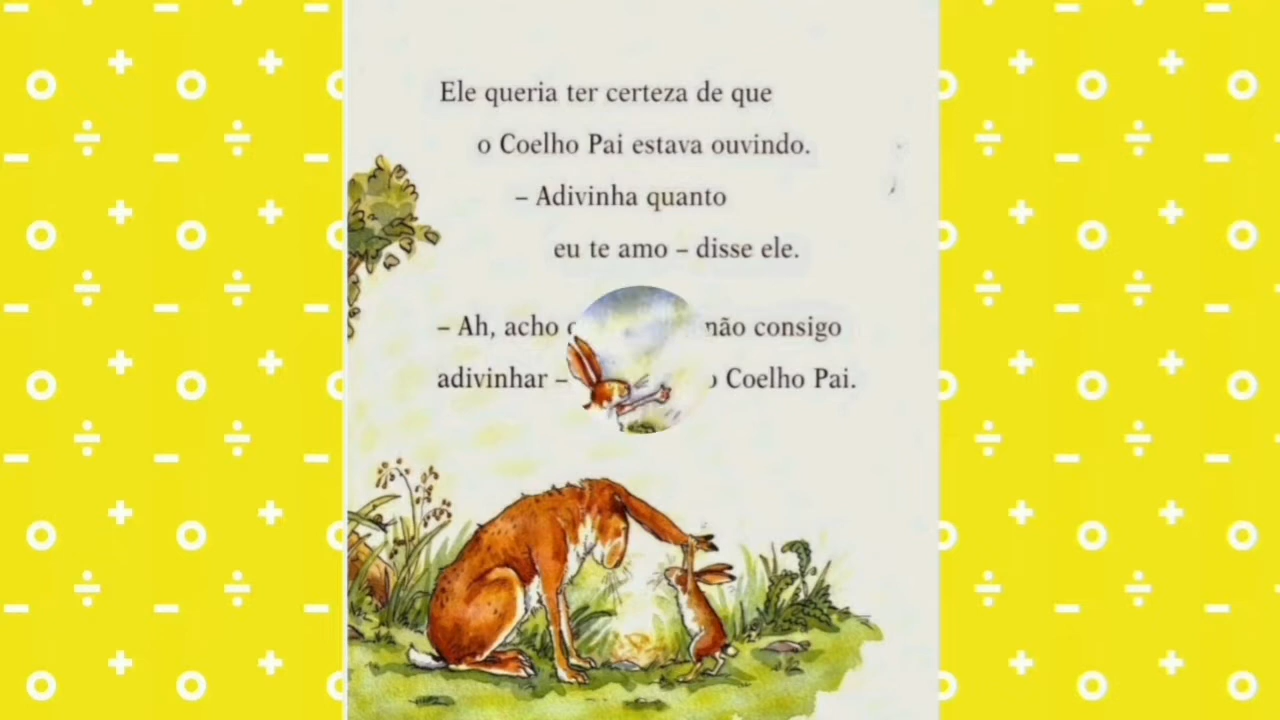 Ele queria ter certeza de que
o Coelho Pai estava ouvindo.
– Adivinha quanto
eu te amo – disse ele.
– Ah, acho não consigo
adivinhar – Coelho Pai.